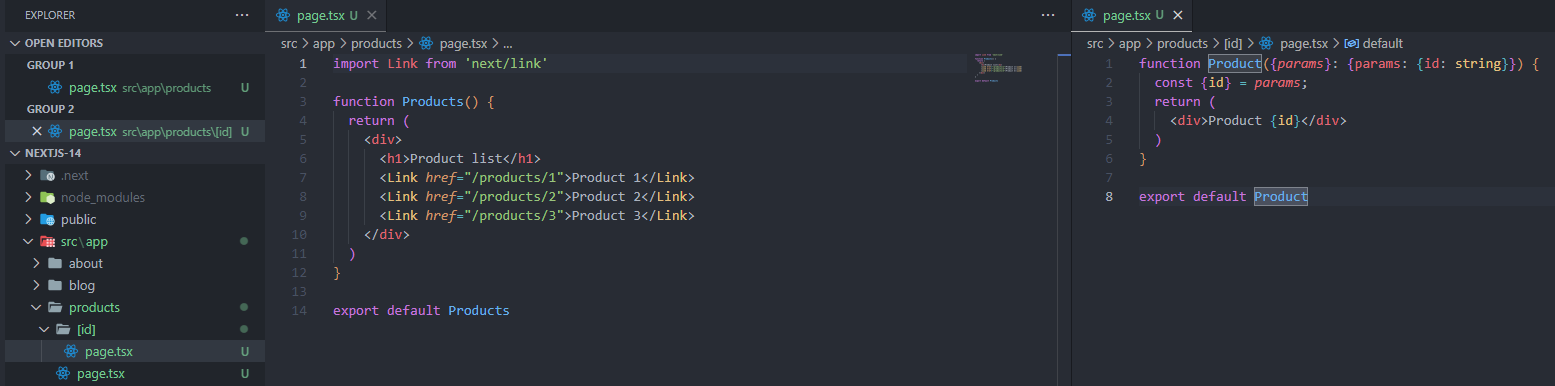 EXPLORER ...
OPEN EDITORS
GROUP 1
page.tsx src\app\products U
GROUP 2
page.tsx src\app\products\[id] U
NEXTJS-14
.next
node_modules
public
src\app
about
blog
products
[id]
page.tsx U
page.tsx U
page.tsx U
...
src > app > products > page.tsx > ...
1 import Link from 'next/link'
2
3 function Products() {
4   return (
5     <div>
6       <h1>Product list</h1>
7       <Link href="/products/1">Product 1</Link>
8       <Link href="/products/2">Product 2</Link>
9       <Link href="/products/3">Product 3</Link>
10     </div>
11   )
12 }
13
14 export default Products
page.tsx U
src > app > products > [id] > page.tsx > default
1 function Product({params}: {params: {id: string}}) {
2   const {id} = params;
3   return (
4     <div>Product {id}</div>
5   )
6 }
7
8 export default Product